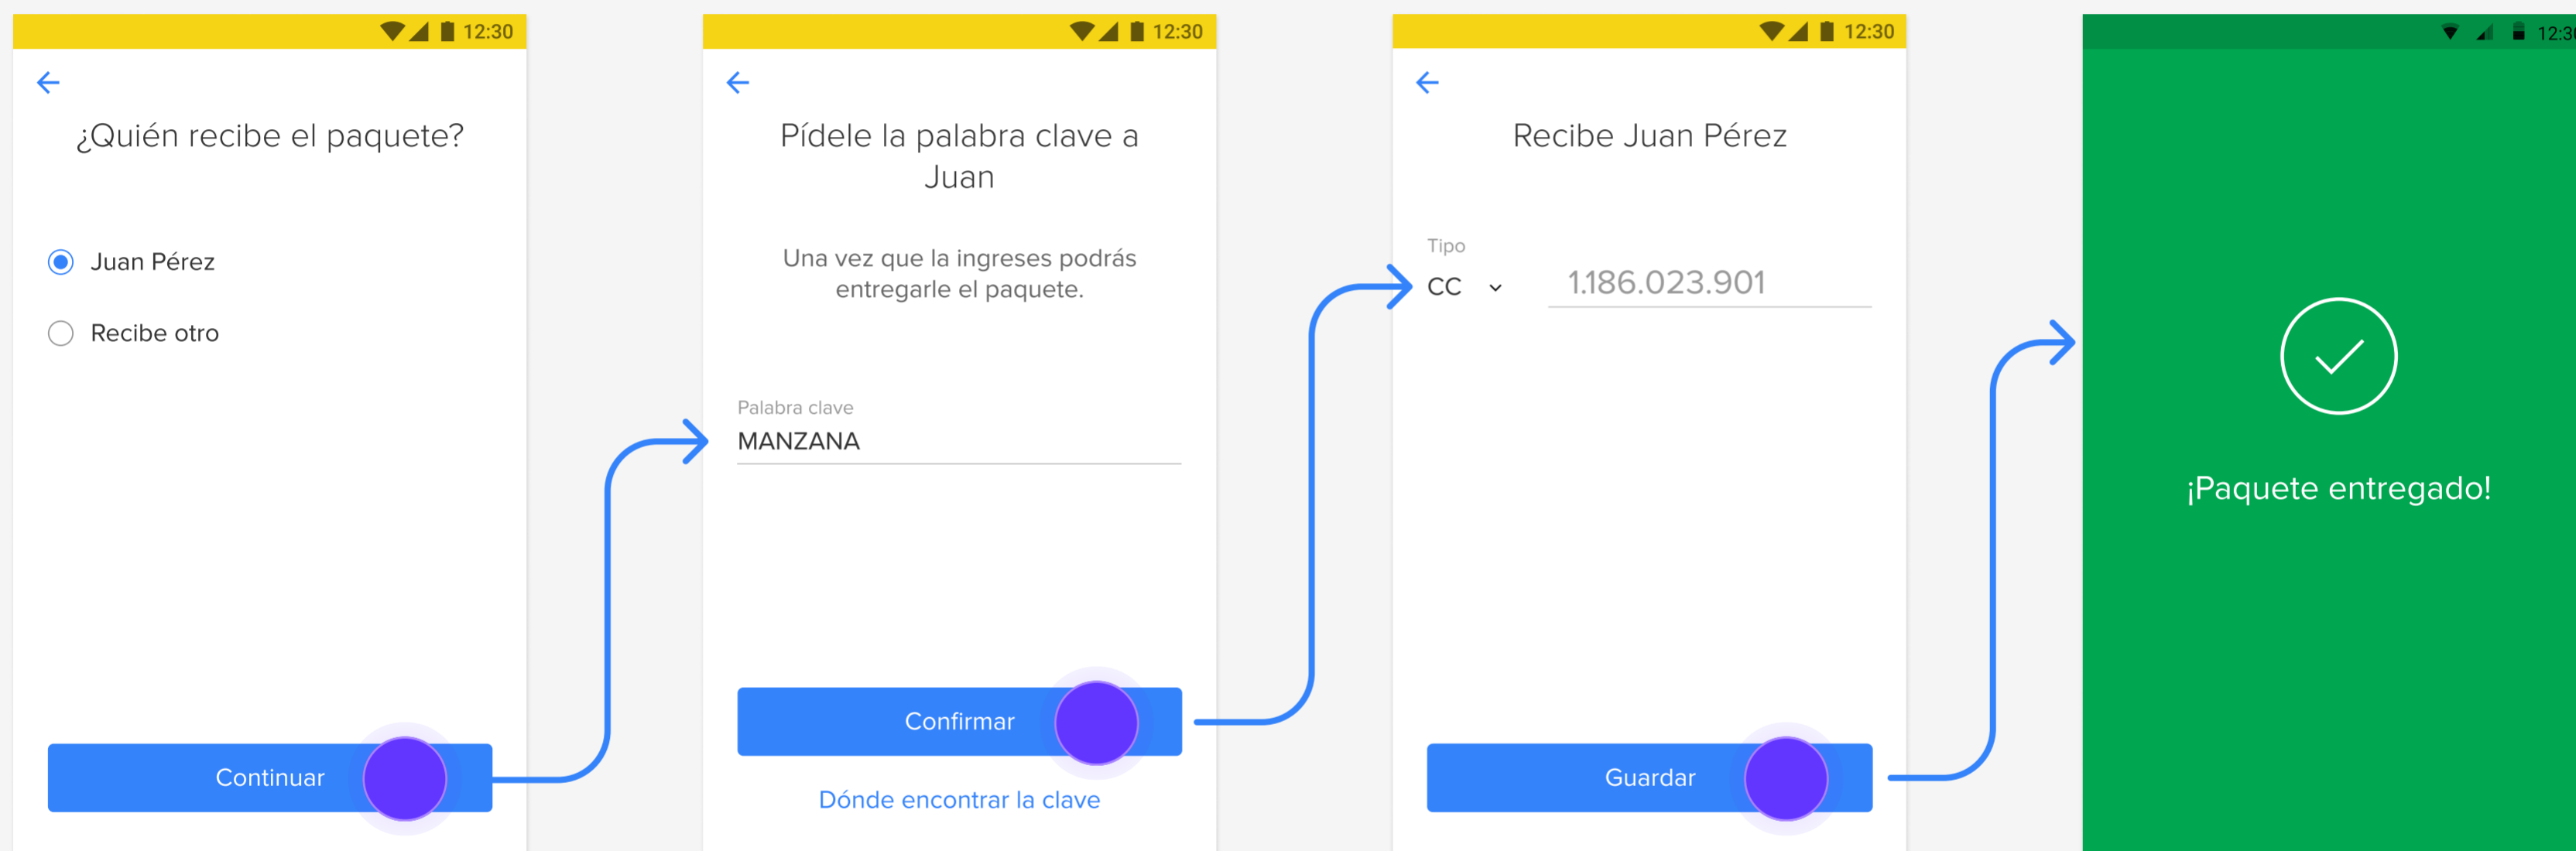 12:30
¿Quién recibe el paquete?
Juan Pérez
Recibe otro
Continuar
12:30
Pídele la palabra clave a
Juan
Una vez que la ingreses podrás
entregarle el paquete.
Palabra clave
MANZANA
Confirmar
Dónde encontrar la clave
12:30
Recibe Juan Pérez
Tipo
CC
1.186.023.901
Guardar
12:30
¡Paquete entregado!